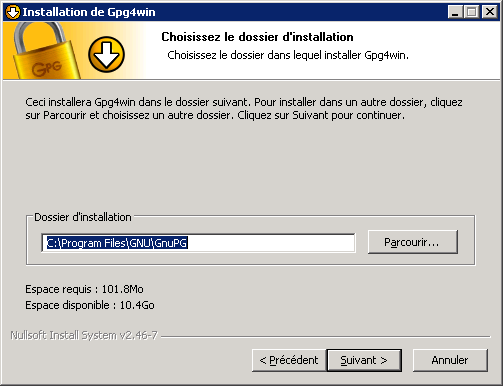 Installation de Gpg4win
GPG
Choisissez le dossier d'installation
Choisissez le dossier dans lequel installer Gpg4win.
Ceci installera Gpg4win dans le dossier suivant. Pour installer dans un autre dossier, cliquez
sur Parcourir et choisissez un autre dossier. Cliquez sur Suivant pour continuer.
Dossier d'installation
C:\Program Files\GNU\GnuPG
Parcourir...
Espace requis : 101.8Mo
Espace disponible : 10.4Go
Nullsoft Install System v2.46-7
< Précédent
Suivant >
Annuler